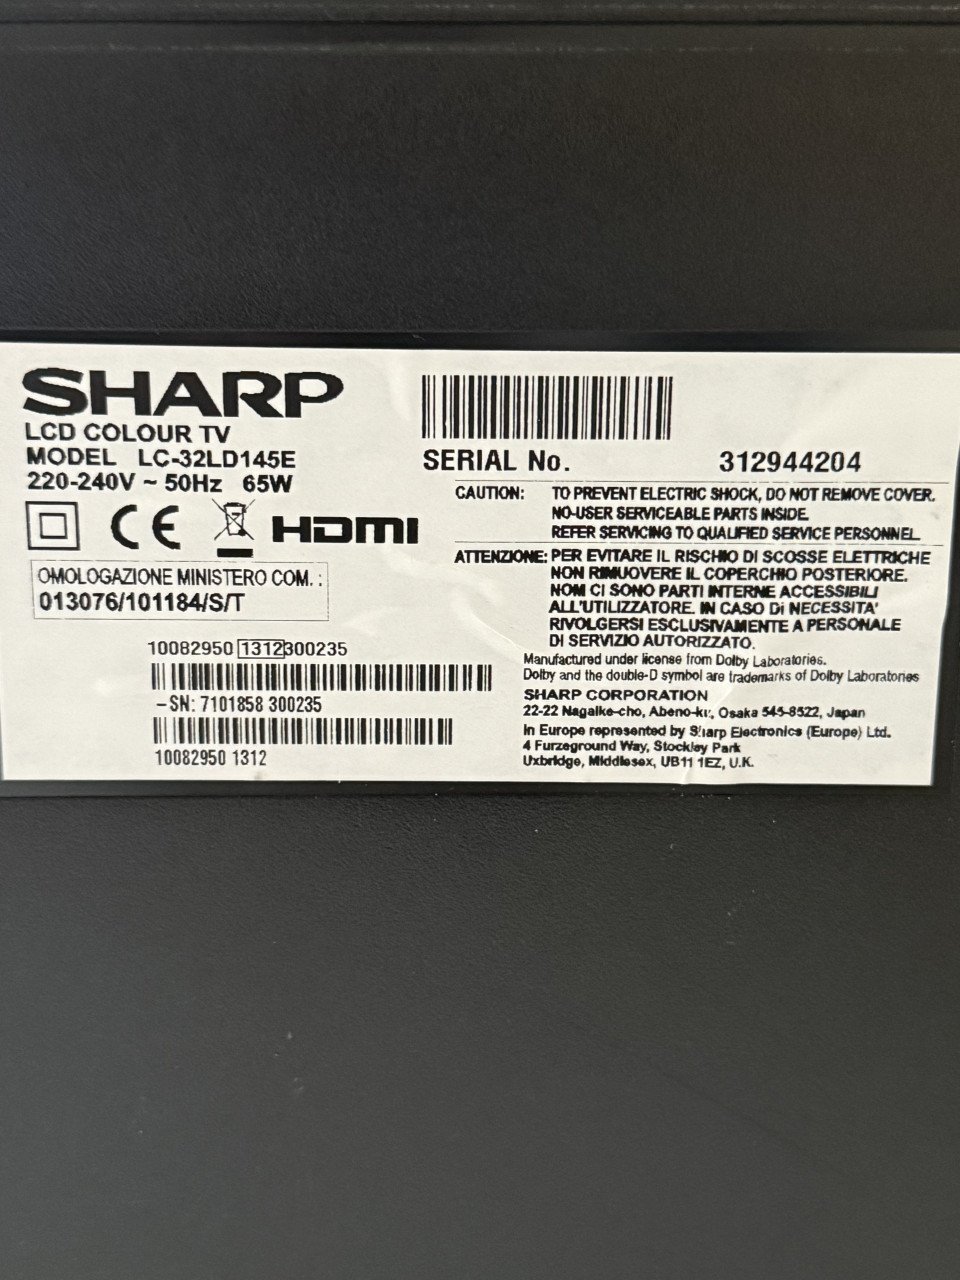 SHARP
LCD COLOUR TV
MODEL LC-32LD145E
220-240V ~ 50Hz 65W
CE HDMI
OMOLOGAZIONE MINISTERO COM. :
013076/101184/S/T
10082950 1312300235
-SN: 7101858 300235
10082950 1312
SERIAL No. 312944204
CAUTION: TO PREVENT ELECTRIC SHOCK, DO NOT REMOVE COVER.
NO-USER SERVICEABLE PARTS INSIDE.
REFER SERVICING TO QUALIFIED SERVICE PERSONNEL.
ATTENZIONE: PER EVITARE IL RISCHIO DI SCOSSE ELETTRICHE
NON RIMUOVERE IL COPERCHIO POSTERIORE.
NOM CI SONO PARTI INTERNE ACCESSIBILI
ALL'UTILIZZATORE. IN CASO Di NECESSITA'
RIVOLGERSI ESCLUSIVAMENTE A PERSONALE
DI SERVIZIO AUTORIZZATO.
Manufactured under license from Dolby Laboratories.
Dolby and the double-D symbol are trademarks of Dolby Laboratories
SHARP CORPORATION
22-22 Nagaike-cho, Abeno-ku, Osaka 545-8522, Japan
In Europe represented by Sharp Electronics (Europe) Ltd.
4 Furzeground Way, Stockley Park
Uxbridge, Middlesex, UB11 1EZ, U.K.